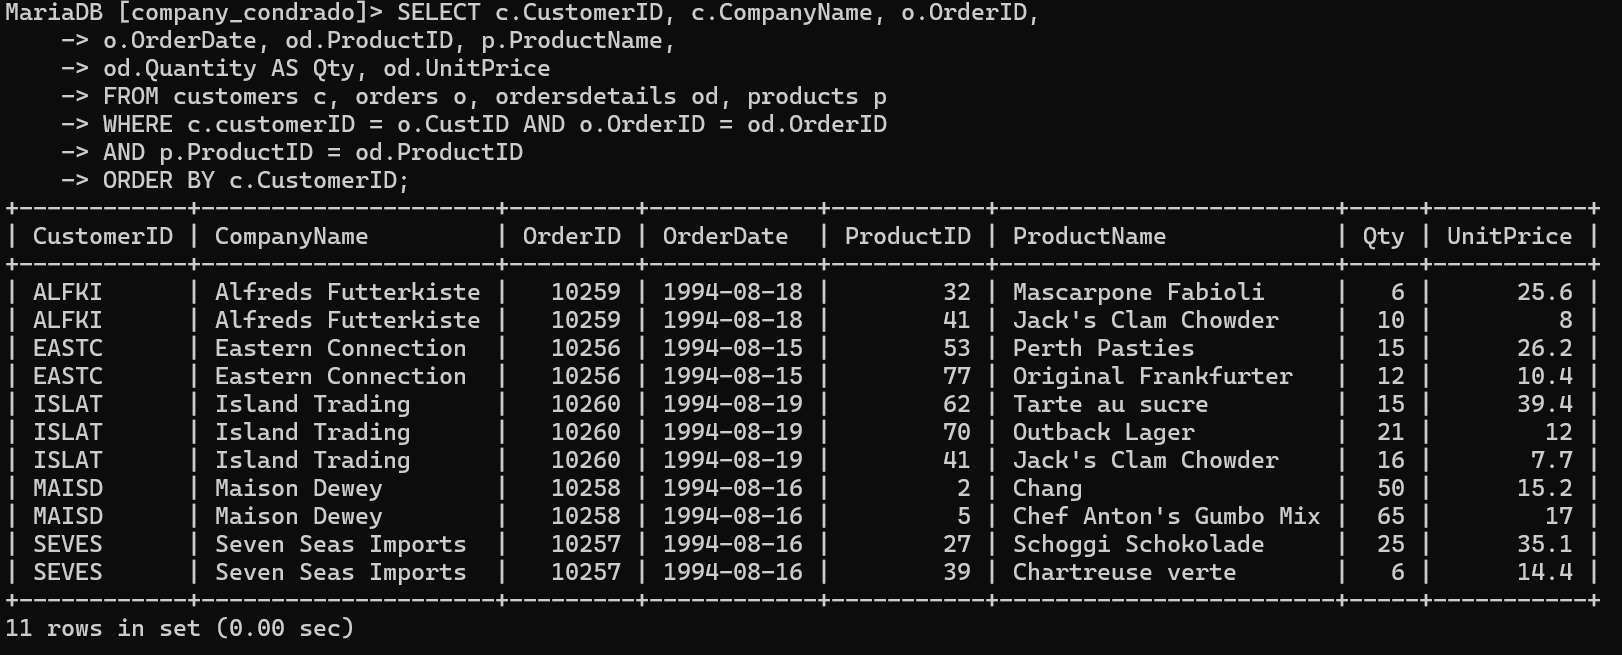 MariaDB [company_condrado]> SELECT c.CustomerID, c.CompanyName, o.OrderID,
    -> o.OrderDate, od.ProductID, p.ProductName,
    -> od.Quantity AS Qty, od.UnitPrice
    -> FROM customers c, orders o, ordersdetails od, products p
    -> WHERE c.customerID = o.CustID AND o.OrderID = od.OrderID
    -> AND p.ProductID = od.ProductID
    -> ORDER BY c.CustomerID;
+------------+---------------------+---------+------------+-----------+------------------------+-----+-----------+
| CustomerID | CompanyName         | OrderID | OrderDate  | ProductID | ProductName            | Qty | UnitPrice |
+------------+---------------------+---------+------------+-----------+------------------------+-----+-----------+
| ALFKI      | Alfreds Futterkiste |   10259 | 1994-08-18 |        32 | Mascarpone Fabioli     |   6 |      25.6 |
| ALFKI      | Alfreds Futterkiste |   10259 | 1994-08-18 |        41 | Jack's Clam Chowder    |  10 |         8 |
| EASTC      | Eastern Connection  |   10256 | 1994-08-15 |        53 | Perth Pasties          |  15 |      26.2 |
| EASTC      | Eastern Connection  |   10256 | 1994-08-15 |        77 | Original Frankfurter   |  12 |      10.4 |
| ISLAT      | Island Trading      |   10260 | 1994-08-19 |        62 | Tarte au sucre         |  15 |      39.4 |
| ISLAT      | Island Trading      |   10260 | 1994-08-19 |        70 | Outback Lager          |  21 |        12 |
| ISLAT      | Island Trading      |   10260 | 1994-08-19 |        41 | Jack's Clam Chowder    |  16 |       7.7 |
| MAISD      | Maison Dewey        |   10258 | 1994-08-16 |         2 | Chang                  |  50 |      15.2 |
| MAISD      | Maison Dewey        |   10258 | 1994-08-16 |         5 | Chef Anton's Gumbo Mix |  65 |        17 |
| SEVES      | Seven Seas Imports  |   10257 | 1994-08-16 |        27 | Schoggi Schokolade     |  25 |      35.1 |
| SEVES      | Seven Seas Imports  |   10257 | 1994-08-16 |        39 | Chartreuse verte       |   6 |      14.4 |
+------------+---------------------+---------+------------+-----------+------------------------+-----+-----------+
11 rows in set (0.00 sec)